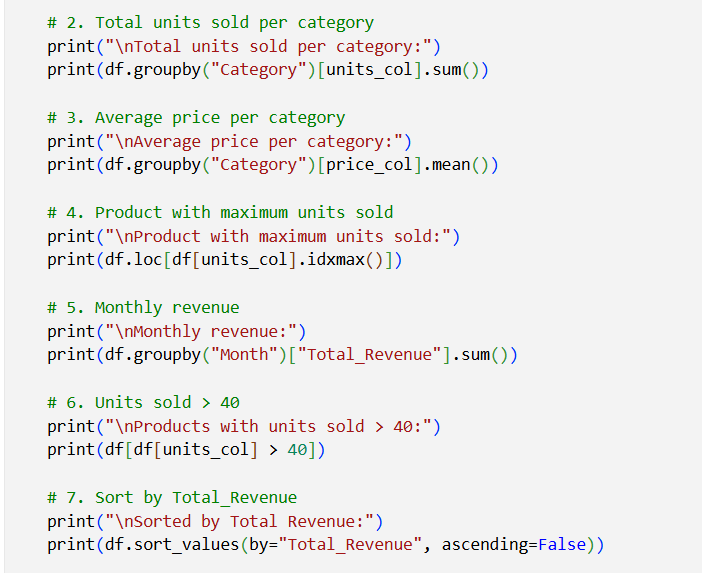 # 2. Total units sold per category
print("\nTotal units sold per category:")
print(df.groupby("Category")[units_col].sum())
# 3. Average price per category
print("\nAverage price per category:")
print(df.groupby("Category")[price_col].mean())
# 4. Product with maximum units sold
print("\nProduct with maximum units sold:")
print(df.loc[df[units_col].idxmax()])
# 5. Monthly revenue
print("\nMonthly revenue:")
print(df.groupby("Month")["Total_Revenue"].sum())
# 6. Units sold > 40
print("\nProducts with units sold > 40:")
print(df[df[units_col] > 40])
# 7. Sort by Total_Revenue
print("\nSorted by Total Revenue:")
print(df.sort_values(by="Total_Revenue", ascending=False))